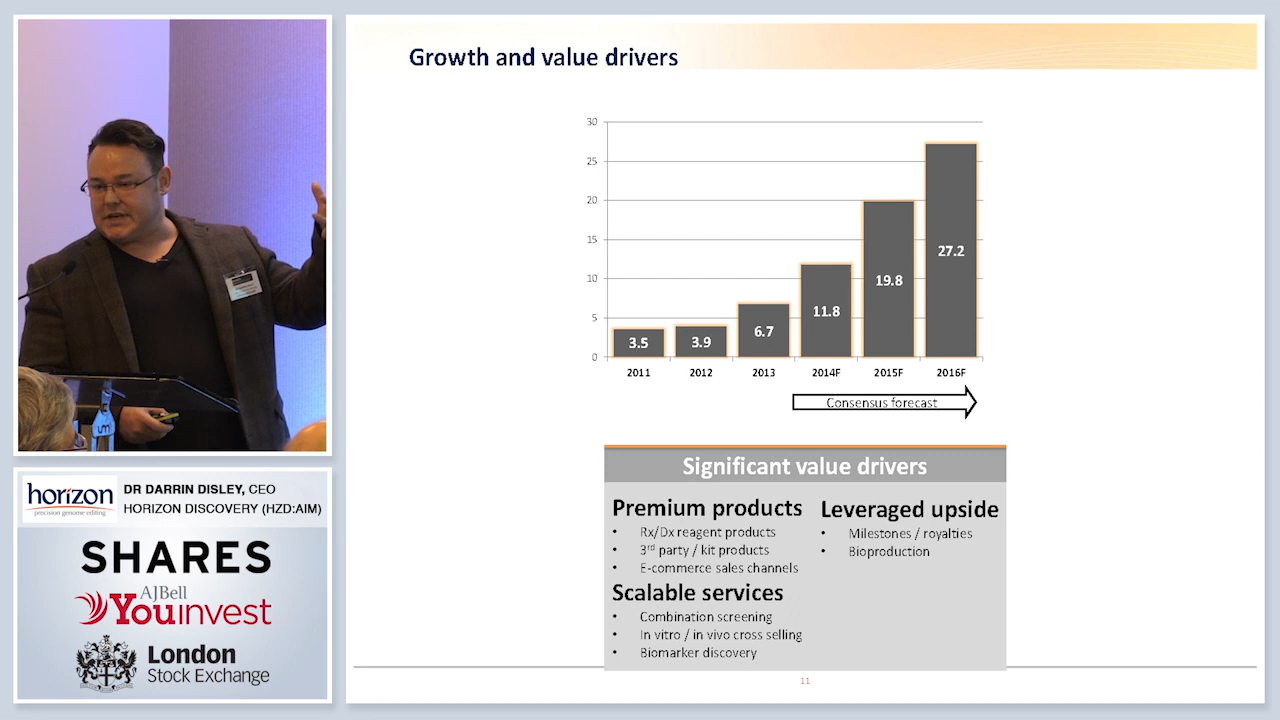 Growth and value drivers
30
25
20
15
10
5
0
3.5
3.9
6.7
11.8
19.8
27.2
2011
2012
2013
2014F
2015F
2016F
Consensus forecast
Significant value drivers
Premium products
• Rx/Dx reagent products
• 3rd party / kit products
• E-commerce sales channels
Scalable services
• Combination screening
• In vitro / in vivo cross selling
• Biomarker discovery
Leveraged upside
• Milestones / royalties
• Bioproduction
11
horizon
precision genome editing
DR DARRIN DISLEY, CEO
HORIZON DISCOVERY (HZD:AIM)
SHARES
AJBell
Youinvest
London
Stock Exchange